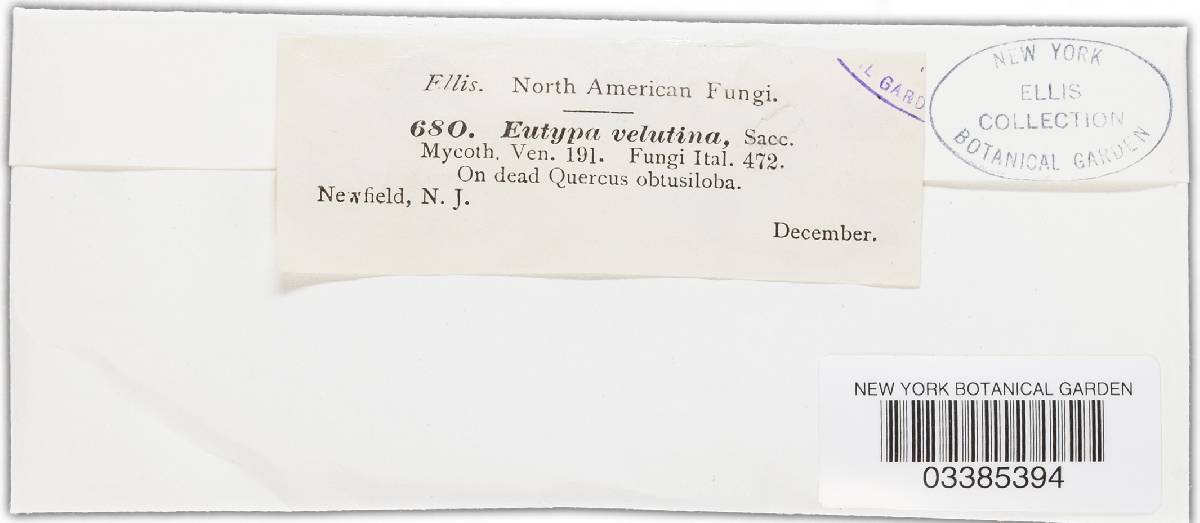 Ellis. North American Fungi.
680. Eutypa velutina, Sacc.
Mycoth. Ven. 191. Fungi Ital. 472.
On dead Quercus obtusiloba.
Newfield, N. J.
December.
L GARD
NEW YORK
ELLIS
COLLECTION
BOTANICAL GARDEN
NEW YORK BOTANICAL GARDEN
03385394